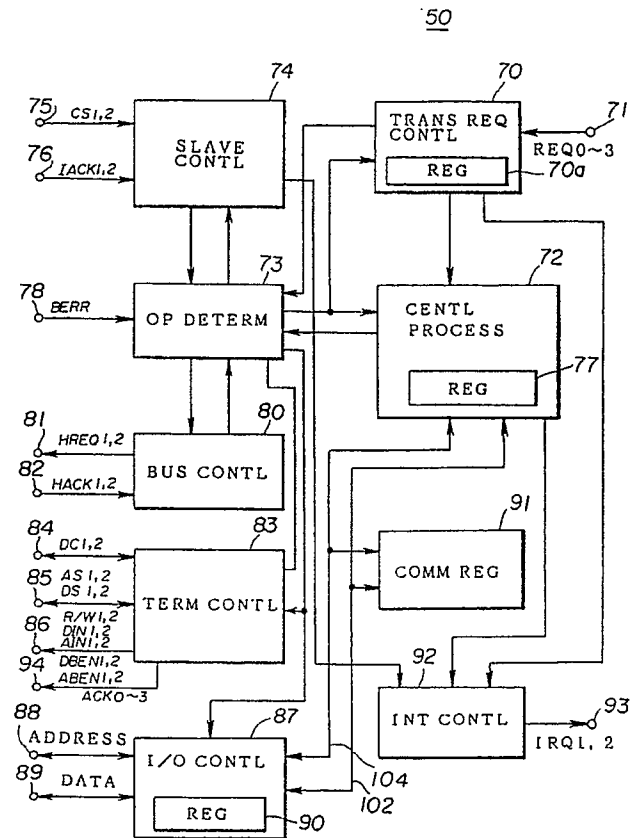 50
74
75
CS1,2
76
IACK1,2
SLAVE
CONTL
70
TRANS REQ
CONTL
REG
70a
71
REQ0~3
78
BERR
73
OP DETERM
72
CENTL
PROCESS
REG
77
81
HREQ1,2
82
HACK1,2
80
BUS CONTL
84
DC1,2
85
AS1,2
DS1,2
86
R/W1,2
DIN1,2
AIN1,2
94
DBEN1,2
ABEN1,2
ACK0~3
83
TERM CONTL
91
COMM REG
92
INT CONTL
93
IRQ1,2
88
ADDRESS
89
DATA
87
I/O CONTL
REG
90
104
102